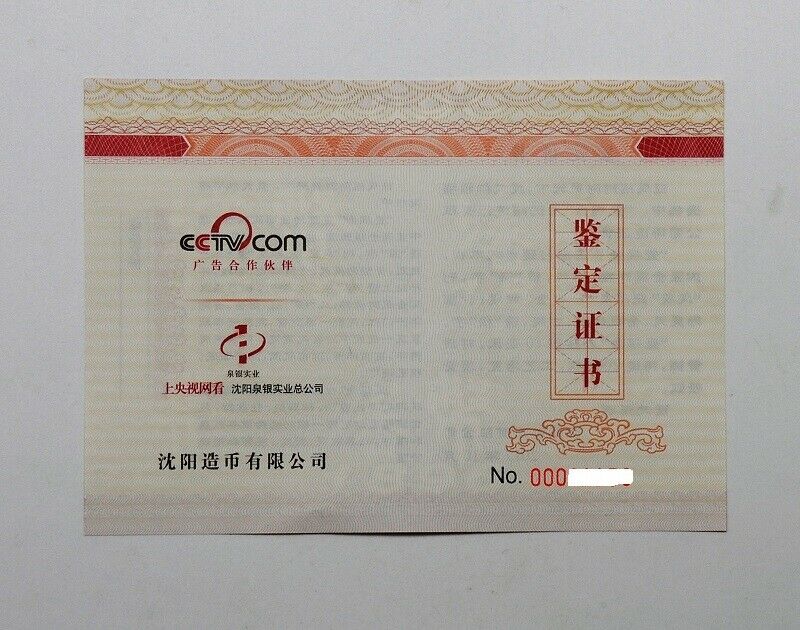 CCTV.com
广告合作伙伴
泉银实业
上央视网看 沈阳泉银实业总公司
沈阳造币有限公司
鉴定证书
No. 000